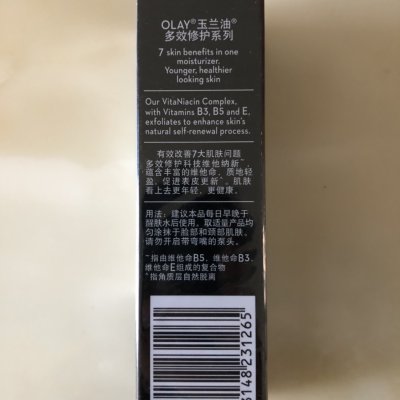 OLAY®玉兰油®
多效修护系列
7 skin benefits in one
moisturizer.
Younger, healthier
looking skin
Our VitaNiacin Complex,
with Vitamins B3, B5 and E,
exfoliates to enhance skin's
natural self-renewal process.
有效改善7大肌肤问题
多效修护科技维他纳新~,
蕴含丰富的维他命, 质地轻
盈, 促进表皮更新^。肌肤
看上去更年轻, 更健康。
用法: 建议本品每日早晚于
醒肤水后使用, 取适量产品均
匀涂抹于脸部和颈部肌肤,
请勿开启带弯嘴的泵头。
~指由维他命B5、维他命B3、
维他命E组成的复合物
^指角质层自然脱离
148231265